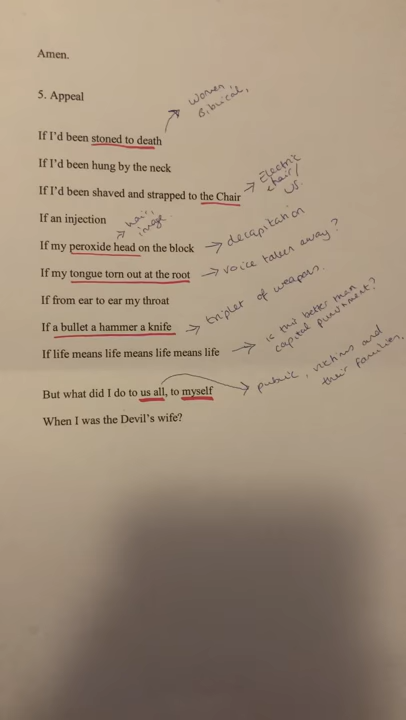 Amen.
5. Appeal
women,
Biblical,
If I'd been stoned to death
If I'd been hung by the neck
If I'd been shaved and strapped to the Chair
Electric
chair/
US.
If an injection
hair,
image.
If my peroxide head on the block
decapitation
If my tongue torn out at the root
voice taken away?
If from ear to ear my throat
If a bullet a hammer a knife
triplet of weapons.
If life means life means life means life
is this better than
capital punishment?
But what did I do to us all, to myself
public, victims and
their families.
When I was the Devil's wife?